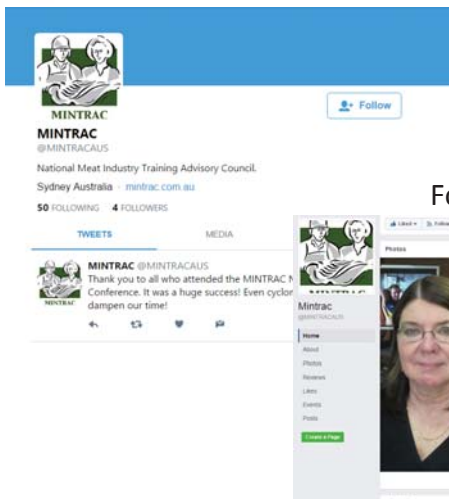 MINTRAC
Follow
MINTRAC
@MINTRACAUS
National Meat Industry Training Advisory Council.
Sydney Australia · mintrac.com.au
50 FOLLOWING 4 FOLLOWERS
Fo
TWEETS MEDIA
MINTRAC @MINTRACAUS
Thank you to all who attended the MINTRAC N
Conference. It was a huge success! Even cyclon
dampen our time!
MINTRAC
Liked
Photos
MINTRAC
Mintrac
@MINTRACAUS
Home
About
Photos
Reviews
Likes
Events
Posts
Create a Page